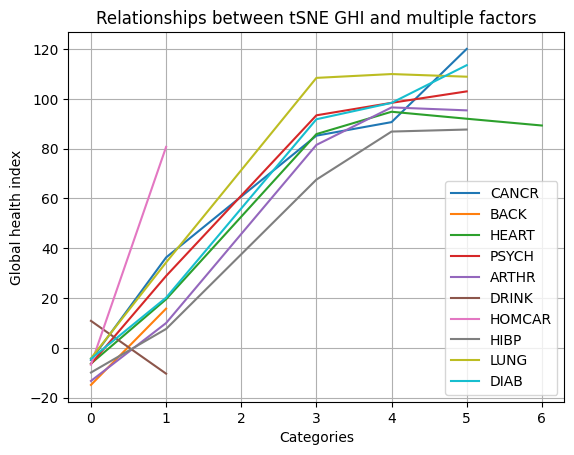 Relationships between tSNE GHI and multiple factors
Global health index
120
100
80
60
40
20
0
−20
CANCR
BACK
HEART
PSYCH
ARTHR
DRINK
HOMCAR
HIBP
LUNG
DIAB
0 1 2 3 4 5 6
Categories